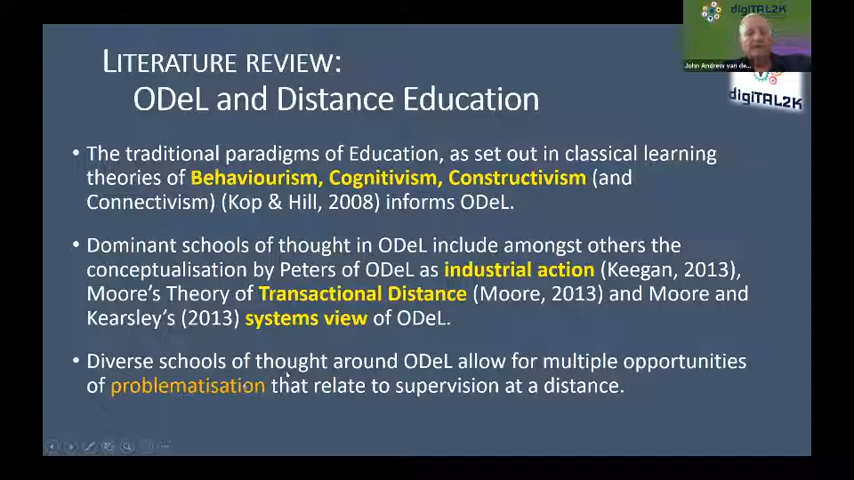 LITERATURE REVIEW:
ODeL and Distance Education
• The traditional paradigms of Education, as set out in classical learning
theories of Behaviourism, Cognitivism, Constructivism (and
Connectivism) (Kop & Hill, 2008) informs ODeL.
• Dominant schools of thought in ODeL include amongst others the
conceptualisation by Peters of ODeL as industrial action (Keegan, 2013),
Moore's Theory of Transactional Distance (Moore, 2013) and Moore and
Kearsley's (2013) systems view of ODeL.
• Diverse schools of thought around ODeL allow for multiple opportunities
of problematisation that relate to supervision at a distance.
digiTAL2K
John Andrew van de...
digiTAL2K